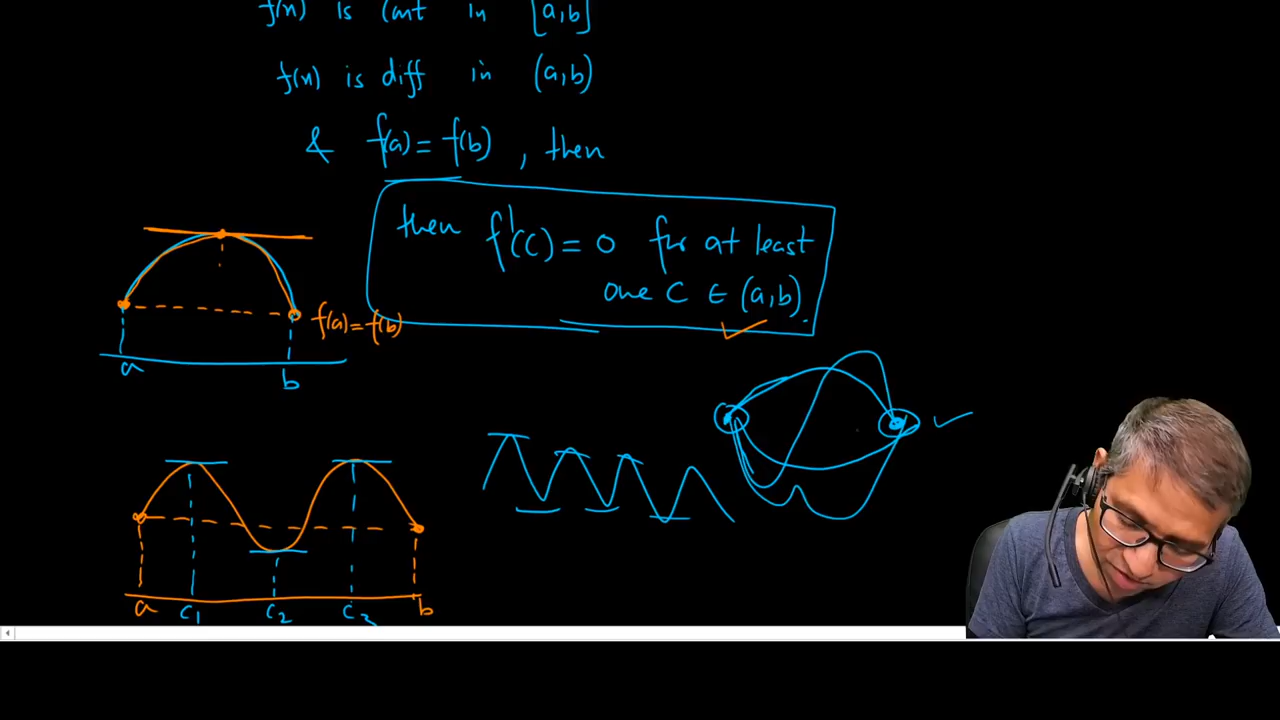 f(x) is Cont in [a,b]
f(x) is diff in (a,b)
& f(a) = f(b) , then
then f'(C) = 0 for at least
one C ∈ (a,b).
f(a)=f(b)
a
b
a C1 C2 C3 b